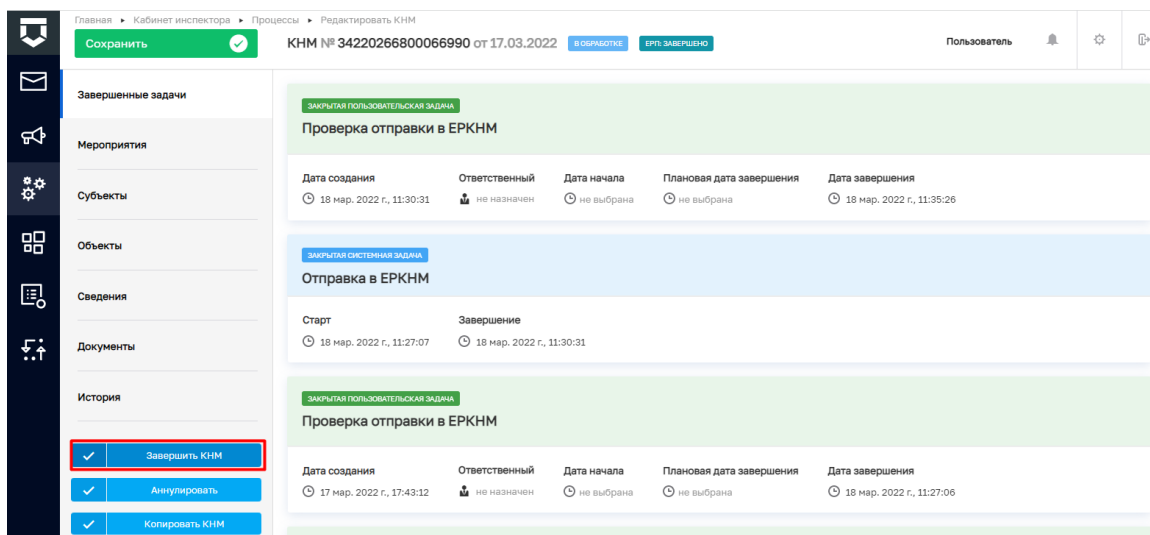 Главная ▸ Кабинет инспектора ▸ Процессы ▸ Редактировать КНМ
Сохранить
КНМ № 34220266800066990 от 17.03.2022 В ОБРАБОТКЕ ЕРП: ЗАВЕРШЕНО
Пользователь
Завершенные задачи
Мероприятия
Субъекты
Объекты
Сведения
Документы
История
Завершить КНМ
Аннулировать
Копировать КНМ
ЗАКРЫТАЯ ПОЛЬЗОВАТЕЛЬСКАЯ ЗАДАЧА
Проверка отправки в ЕРКНМ
Дата создания Ответственный Дата начала Плановая дата завершения Дата завершения
18 мар. 2022 г., 11:30:31 не назначен не выбрана не выбрана 18 мар. 2022 г., 11:35:26
ЗАКРЫТАЯ СИСТЕМНАЯ ЗАДАЧА
Отправка в ЕРКНМ
Старт Завершение
18 мар. 2022 г., 11:27:07 18 мар. 2022 г., 11:30:31
ЗАКРЫТАЯ ПОЛЬЗОВАТЕЛЬСКАЯ ЗАДАЧА
Проверка отправки в ЕРКНМ
Дата создания Ответственный Дата начала Плановая дата завершения Дата завершения
17 мар. 2022 г., 17:43:12 не назначен не выбрана не выбрана 18 мар. 2022 г., 11:27:06